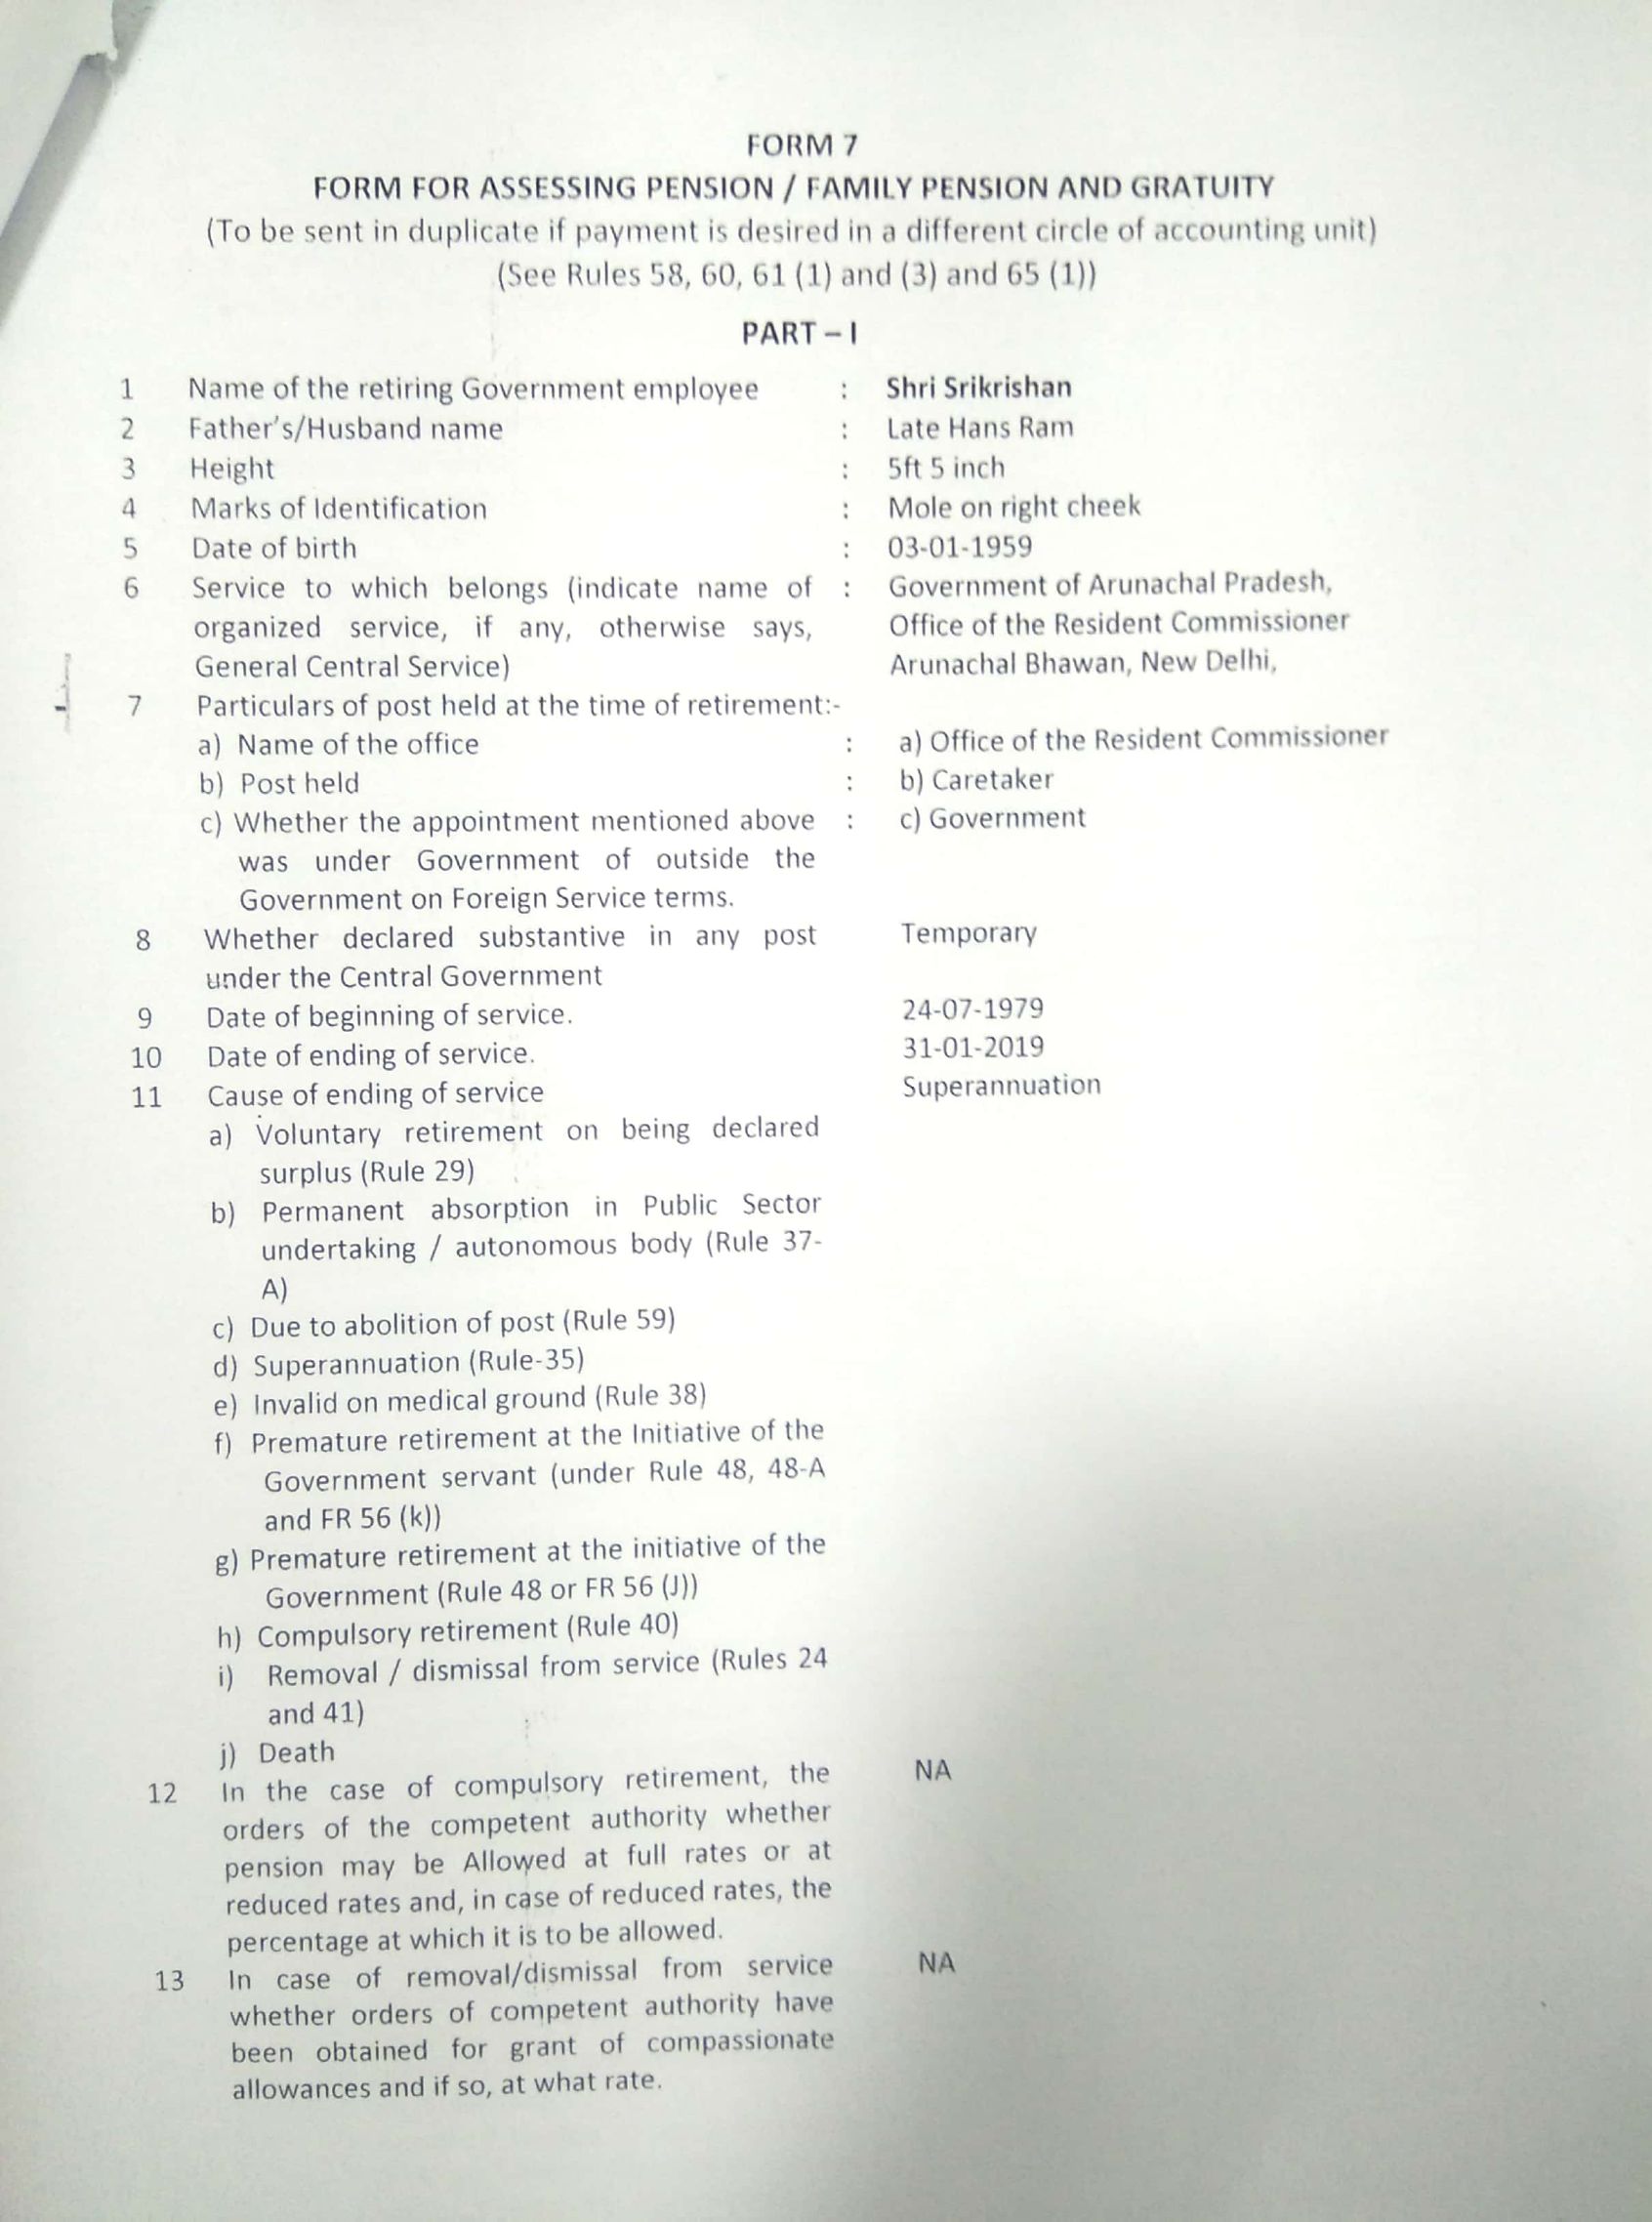 FORM 7
FORM FOR ASSESSING PENSION / FAMILY PENSION AND GRATUITY
(To be sent in duplicate if payment is desired in a different circle of accounting unit)
(See Rules 58, 60, 61 (1) and (3) and 65 (1))
PART – I
1 Name of the retiring Government employee : Shri Srikrishan
2 Father's/Husband name : Late Hans Ram
3 Height : 5ft 5 inch
4 Marks of Identification : Mole on right cheek
5 Date of birth : 03-01-1959
6 Service to which belongs (indicate name of : Government of Arunachal Pradesh,
organized service, if any, otherwise says, Office of the Resident Commissioner
General Central Service) Arunachal Bhawan, New Delhi,
7 Particulars of post held at the time of retirement:-
a) Name of the office : a) Office of the Resident Commissioner
b) Post held : b) Caretaker
c) Whether the appointment mentioned above : c) Government
was under Government of outside the
Government on Foreign Service terms.
8 Whether declared substantive in any post Temporary
under the Central Government
9 Date of beginning of service. 24-07-1979
10 Date of ending of service. 31-01-2019
11 Cause of ending of service Superannuation
a) Voluntary retirement on being declared
surplus (Rule 29)
b) Permanent absorption in Public Sector
undertaking / autonomous body (Rule 37-
A)
c) Due to abolition of post (Rule 59)
d) Superannuation (Rule-35)
e) Invalid on medical ground (Rule 38)
f) Premature retirement at the Initiative of the
Government servant (under Rule 48, 48-A
and FR 56 (k))
g) Premature retirement at the initiative of the
Government (Rule 48 or FR 56 (J))
h) Compulsory retirement (Rule 40)
i) Removal / dismissal from service (Rules 24
and 41)
j) Death
12 In the case of compulsory retirement, the NA
orders of the competent authority whether
pension may be Allowed at full rates or at
reduced rates and, in case of reduced rates, the
percentage at which it is to be allowed.
13 In case of removal/dismissal from service NA
whether orders of competent authority have
been obtained for grant of compassionate
allowances and if so, at what rate.